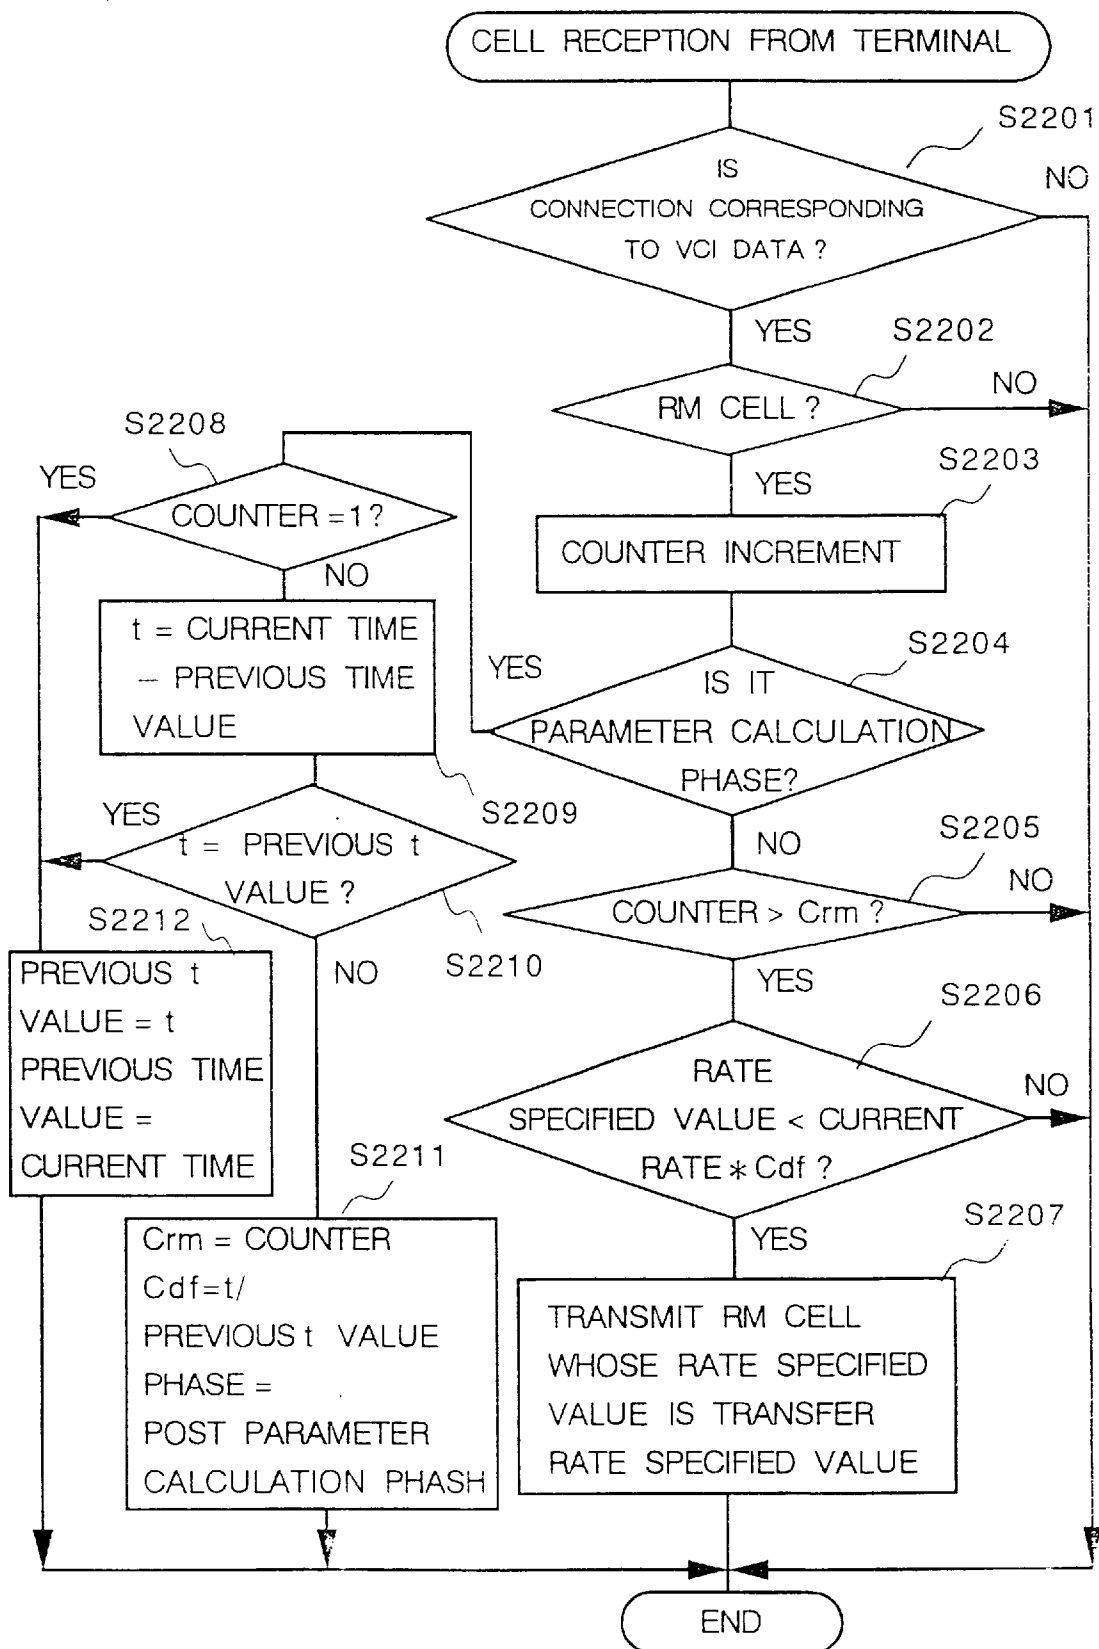 CELL RECEPTION FROM TERMINAL
S2201
IS
CONNECTION CORRESPONDING
TO VCI DATA ?
NO
YES
S2202
RM CELL ?
NO
YES
S2203
COUNTER INCREMENT
S2204
IS IT
PARAMETER CALCULATION
PHASE?
YES
NO
S2205
COUNTER > Crm ?
NO
YES
S2206
RATE
SPECIFIED VALUE < CURRENT
RATE * Cdf ?
NO
YES
S2207
TRANSMIT RM CELL
WHOSE RATE SPECIFIED
VALUE IS TRANSFER
RATE SPECIFIED VALUE
S2208
COUNTER = 1?
YES
NO
t = CURRENT TIME
– PREVIOUS TIME
VALUE
S2209
t = PREVIOUS t
VALUE ?
YES
S2210
NO
S2212
PREVIOUS t
VALUE = t
PREVIOUS TIME
VALUE =
CURRENT TIME
S2211
Crm = COUNTER
Cdf=t/
PREVIOUS t VALUE
PHASE =
POST PARAMETER
CALCULATION PHASH
END